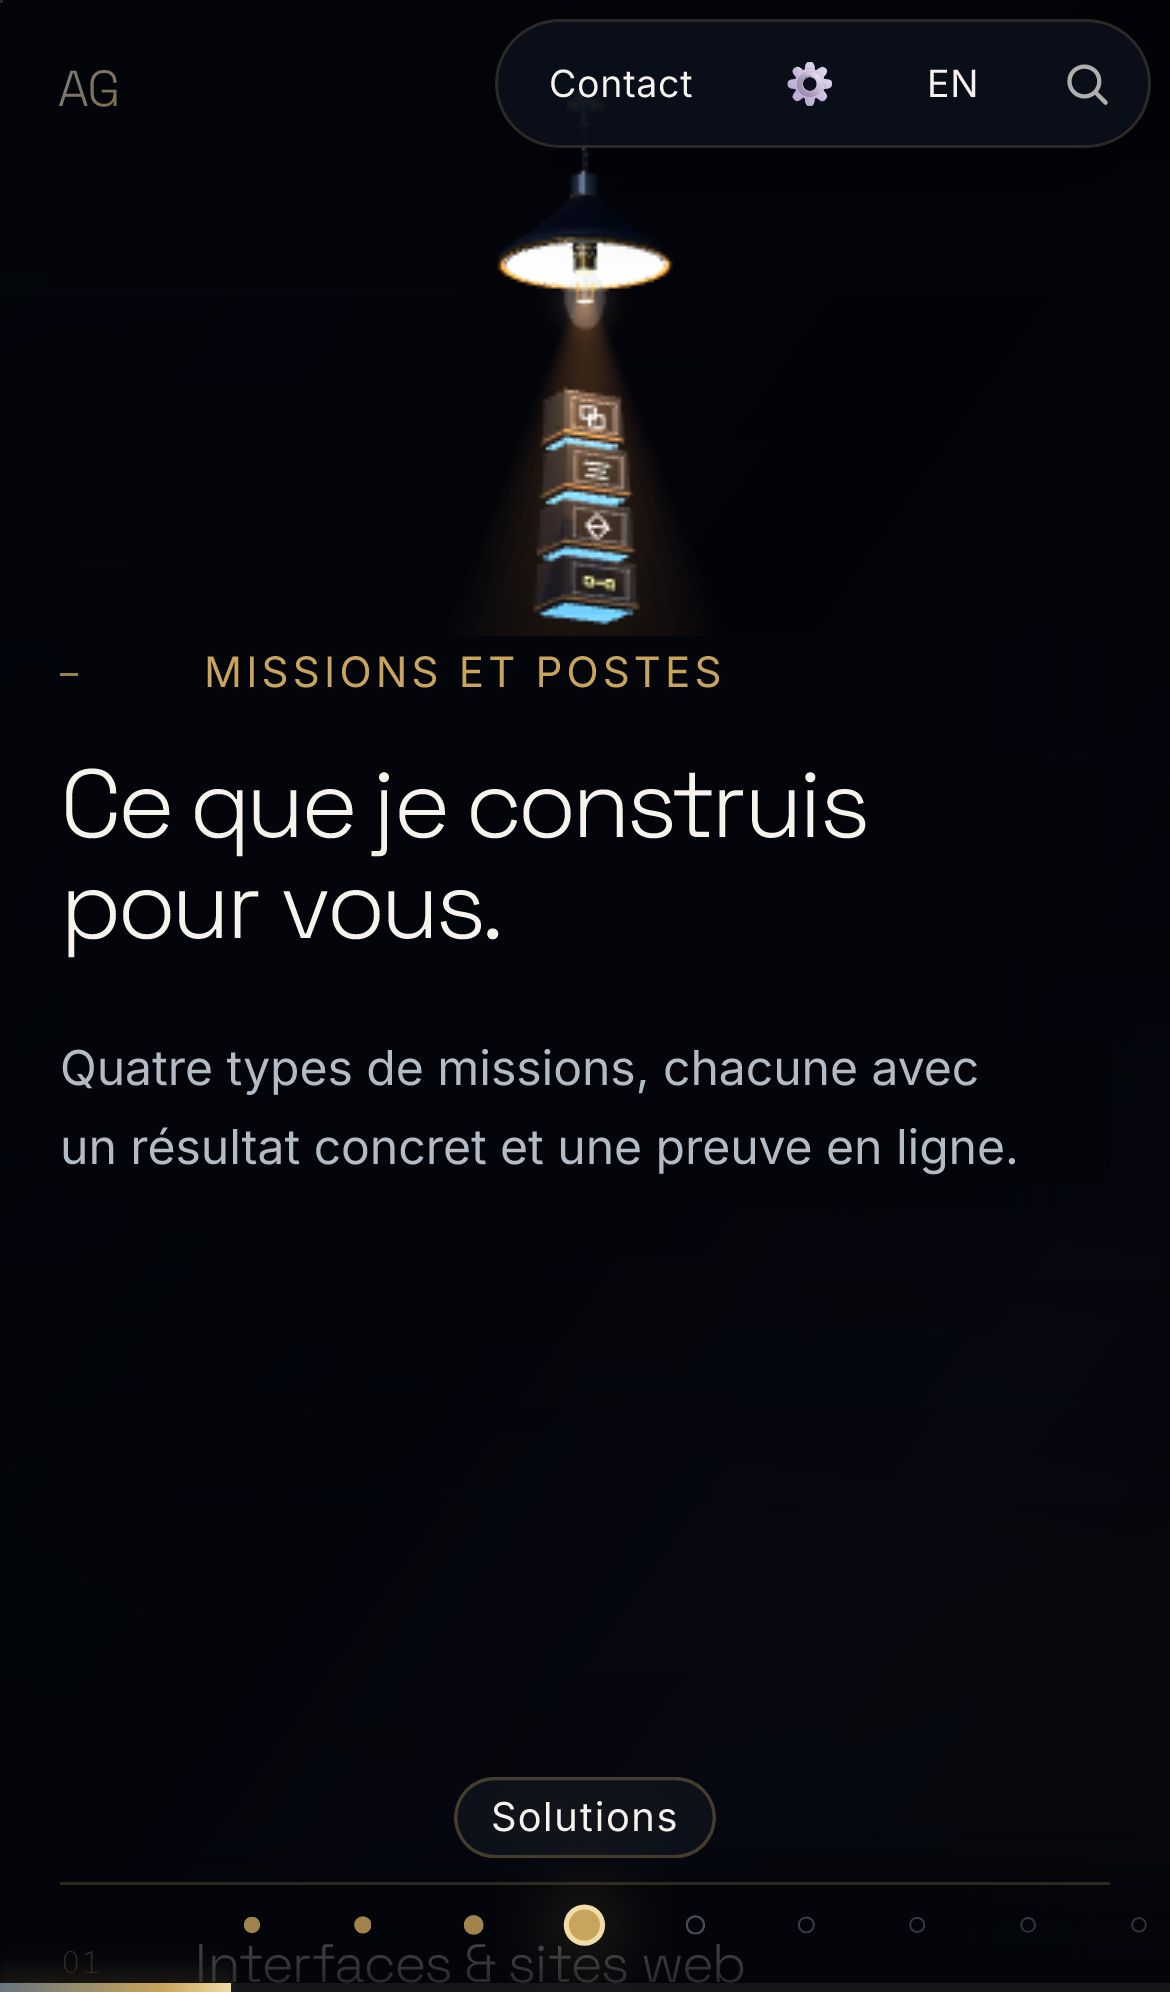 AG
Contact
EN
MISSIONS ET POSTES
Ce que je construis
pour vous.
Quatre types de missions, chacune avec
un résultat concret et une preuve en ligne.
Solutions
01
Interfaces & sites web